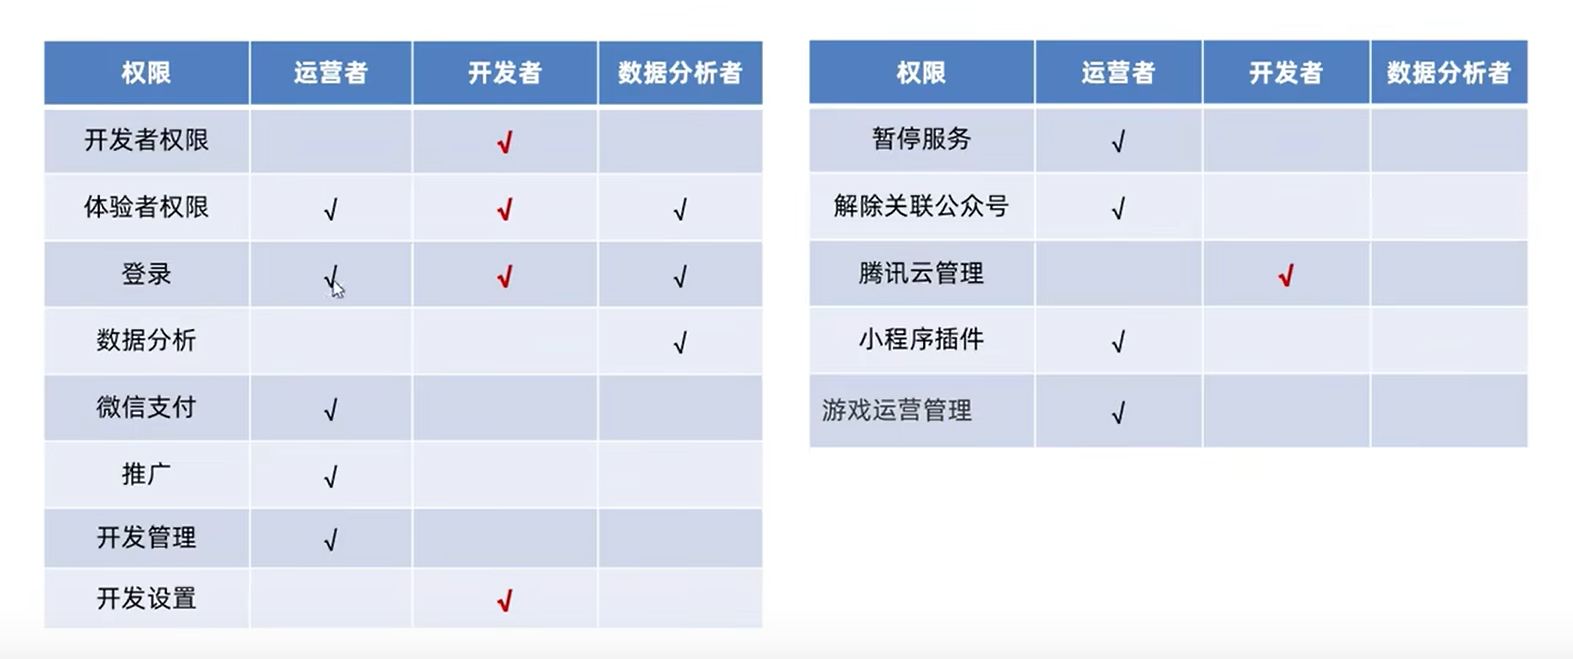 权限 运营者 开发者 数据分析者
开发者权限 √
体验者权限 √ √ √
登录 √ √ √
数据分析 √
微信支付 √
推广 √
开发管理 √
开发设置 √
权限 运营者 开发者 数据分析者
暂停服务 √
解除关联公众号 √
腾讯云管理 √
小程序插件 √
游戏运营管理 √